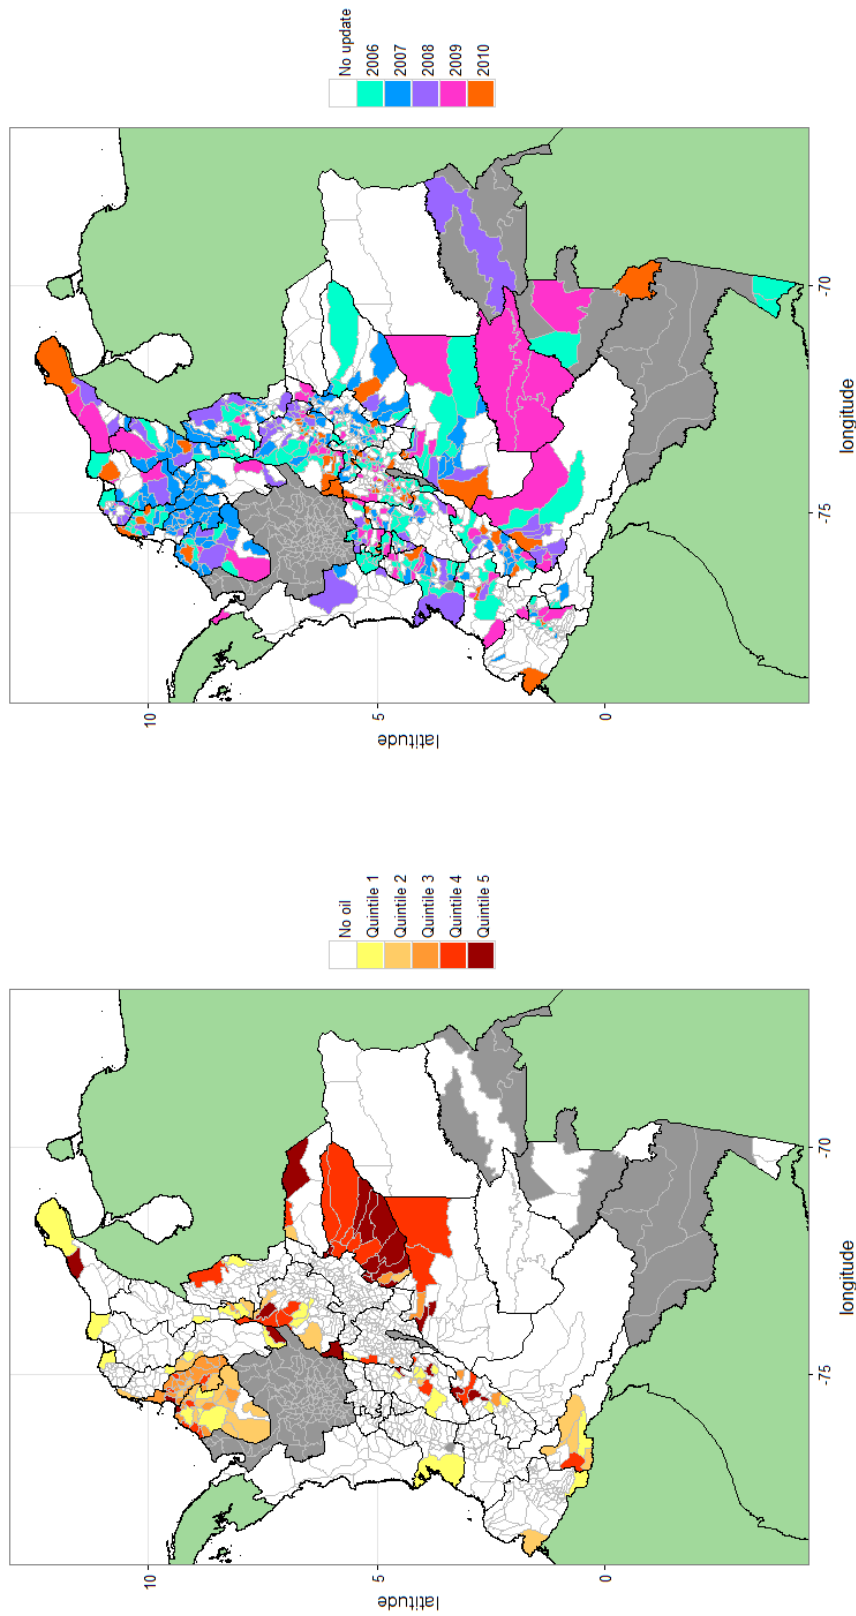 latitude
10
5
0
-75
-70
longitude
No oil
Quintile 1
Quintile 2
Quintile 3
Quintile 4
Quintile 5
latitude
10
5
0
-75
-70
longitude
No update
2006
2007
2008
2009
2010